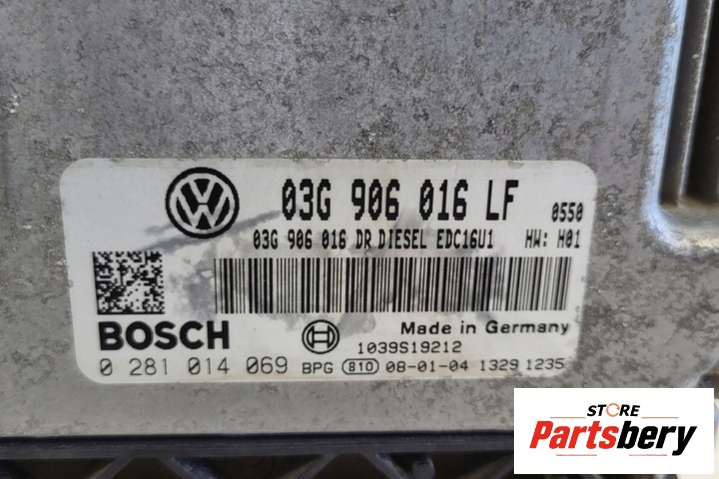 03G 906 016 LF 0550
03G 906 016 DR DIESEL EDC16U1 HW: H01
BOSCH Made in Germany
1039S19212
0 281 014 069 BPG 810 08-01-04 1329 1235
STORE
Partsbery